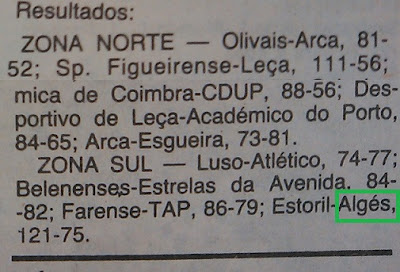 Resultados:
ZONA NORTE — Olivais-Arca, 81-
52; Sp. Figueirense-Leça, 111-56;
mica de Coimbra-CDUP, 88-56; Des-
portivo de Leça-Académico do Porto,
84-65; Arca-Esgueira, 73-81.
ZONA SUL — Luso-Atlético, 74-77;
Belenenses-Estrelas da Avenida, 84-
-82; Farense-TAP, 86-79; Estoril-Algés,
121-75.